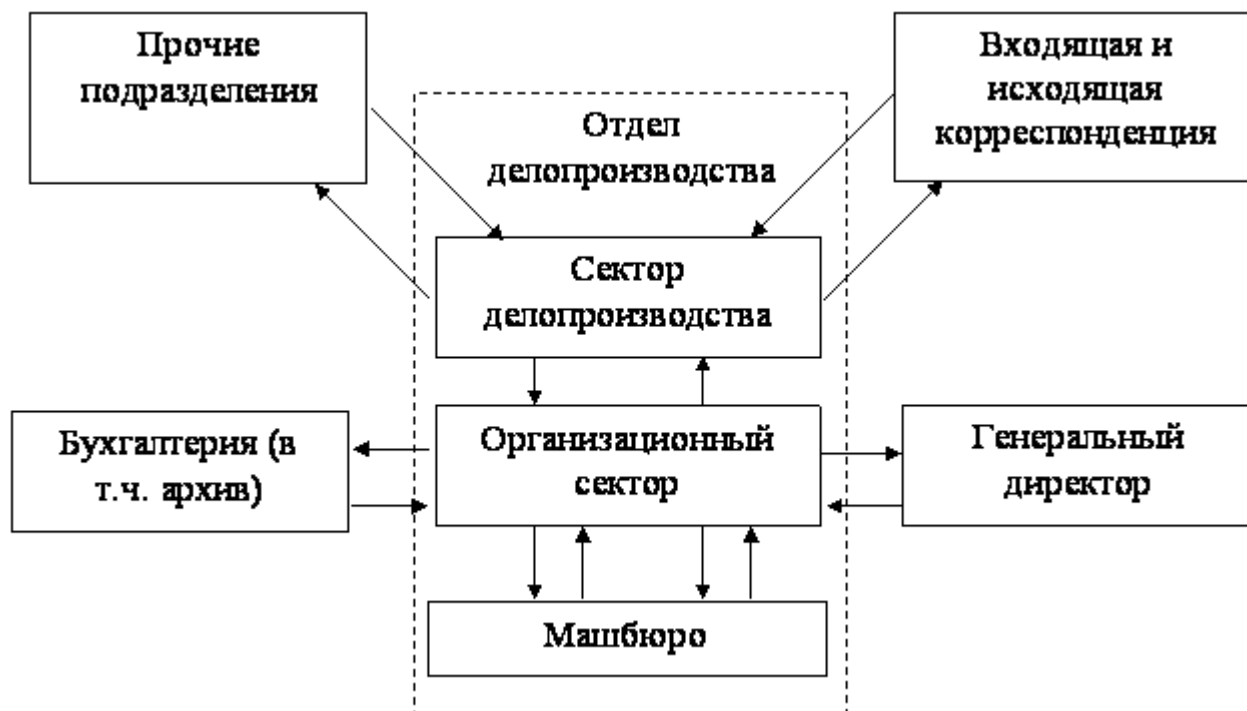 Прочие
подразделения
Входящая и
исходящая
корреспонденция
Отдел
делопроизводства
Сектор
делопроизводства
Бухгалтерия (в
т.ч. архив)
Организационный
сектор
Генеральный
директор
Машбюро